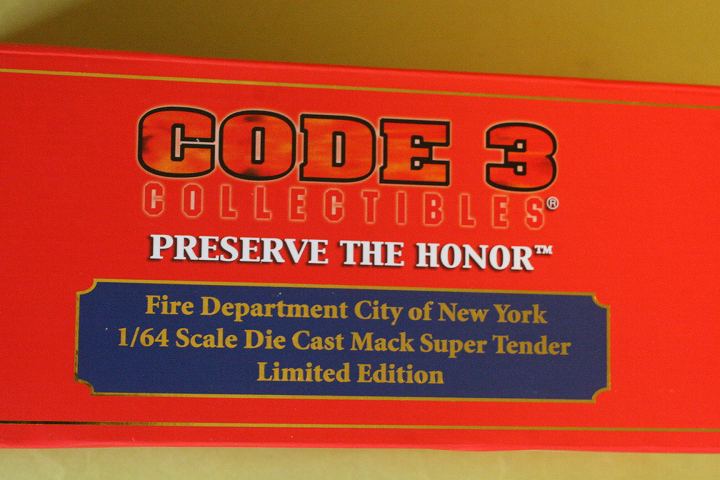 CODE 3
COLLECTIBLES®
PRESERVE THE HONOR™
Fire Department City of New York
1/64 Scale Die Cast Mack Super Tender
Limited Edition